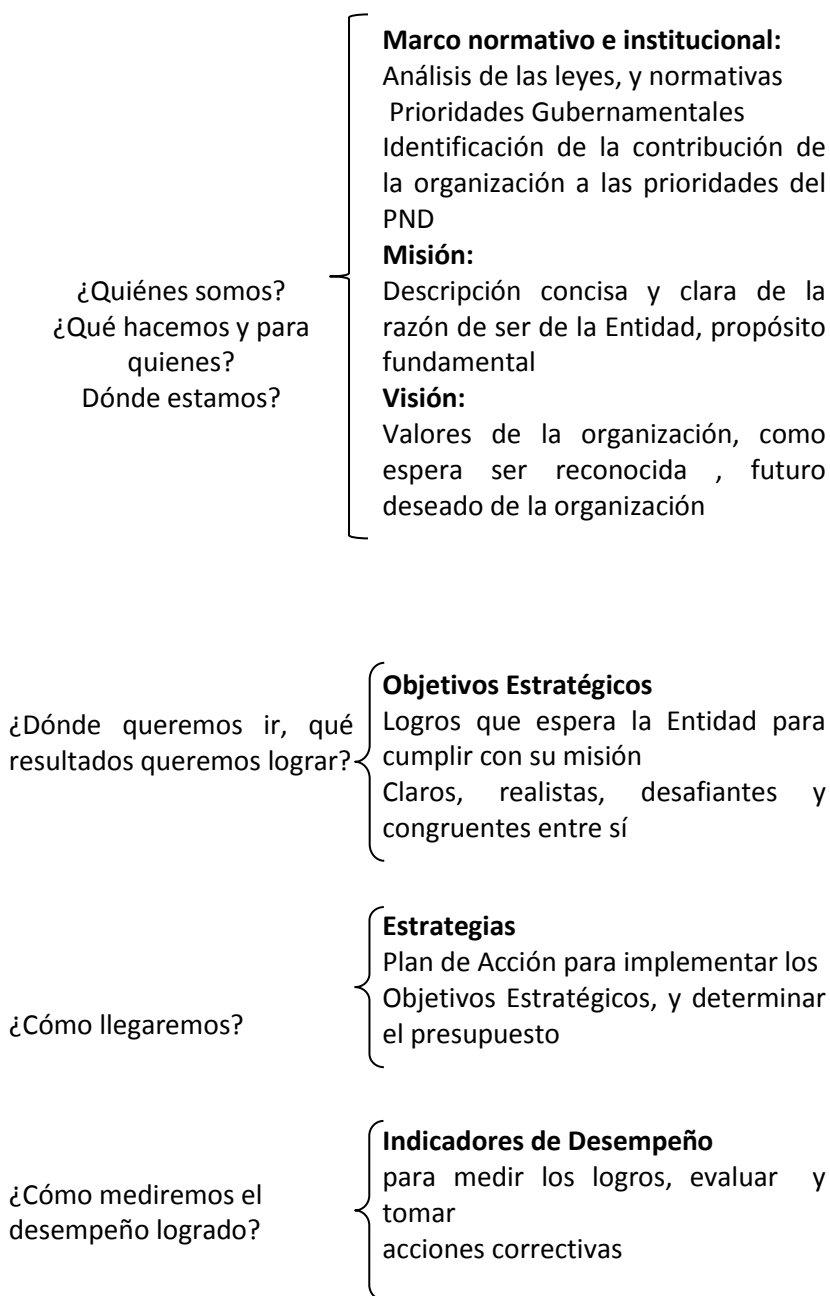 ¿Quiénes somos?
¿Qué hacemos y para
quienes?
Dónde estamos?
Marco normativo e institucional:
Análisis de las leyes, y normativas
Prioridades Gubernamentales
Identificación de la contribución de
la organización a las prioridades del
PND
Misión:
Descripción concisa y clara de la
razón de ser de la Entidad, propósito
fundamental
Visión:
Valores de la organización, como
espera ser reconocida , futuro
deseado de la organización
¿Dónde queremos ir, qué
resultados queremos lograr?
Objetivos Estratégicos
Logros que espera la Entidad para
cumplir con su misión
Claros, realistas, desafiantes y
congruentes entre sí
¿Cómo llegaremos?
Estrategias
Plan de Acción para implementar los
Objetivos Estratégicos, y determinar
el presupuesto
¿Cómo mediremos el
desempeño logrado?
Indicadores de Desempeño
para medir los logros, evaluar y
tomar
acciones correctivas